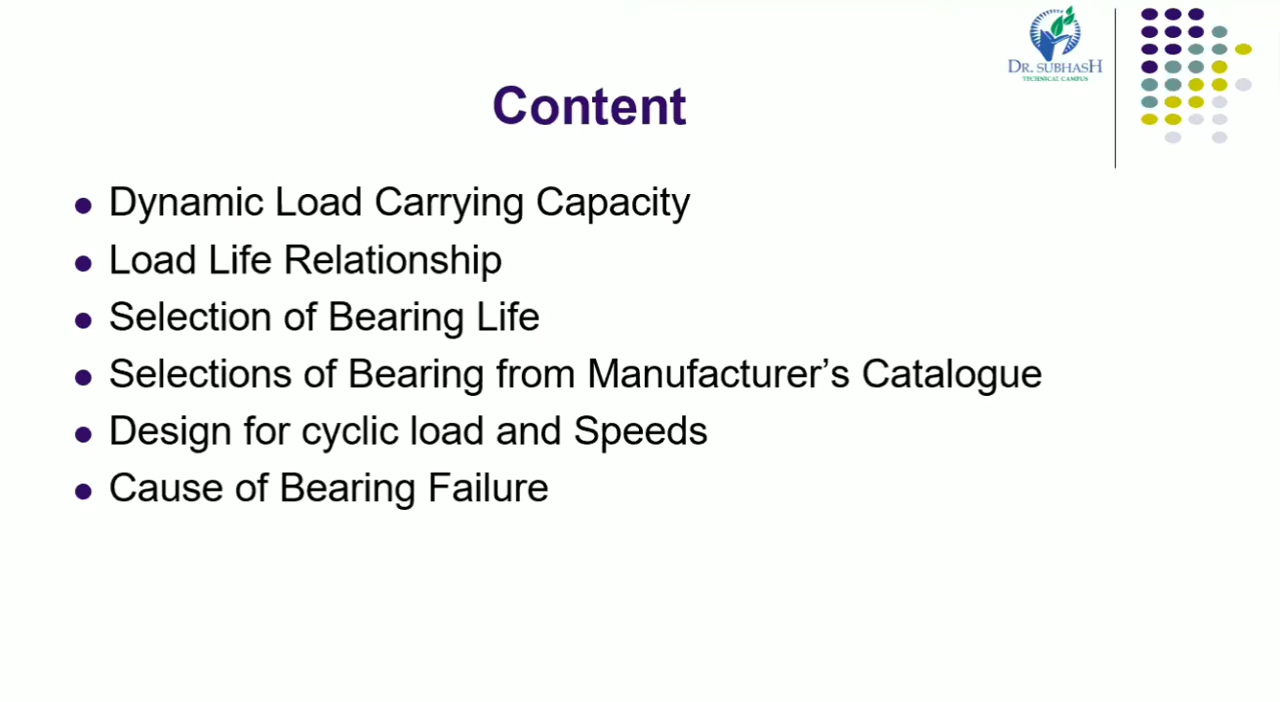 DR. SUBHASH
TECHNICAL CAMPUS
Content
Dynamic Load Carrying Capacity
Load Life Relationship
Selection of Bearing Life
Selections of Bearing from Manufacturer’s Catalogue
Design for cyclic load and Speeds
Cause of Bearing Failure